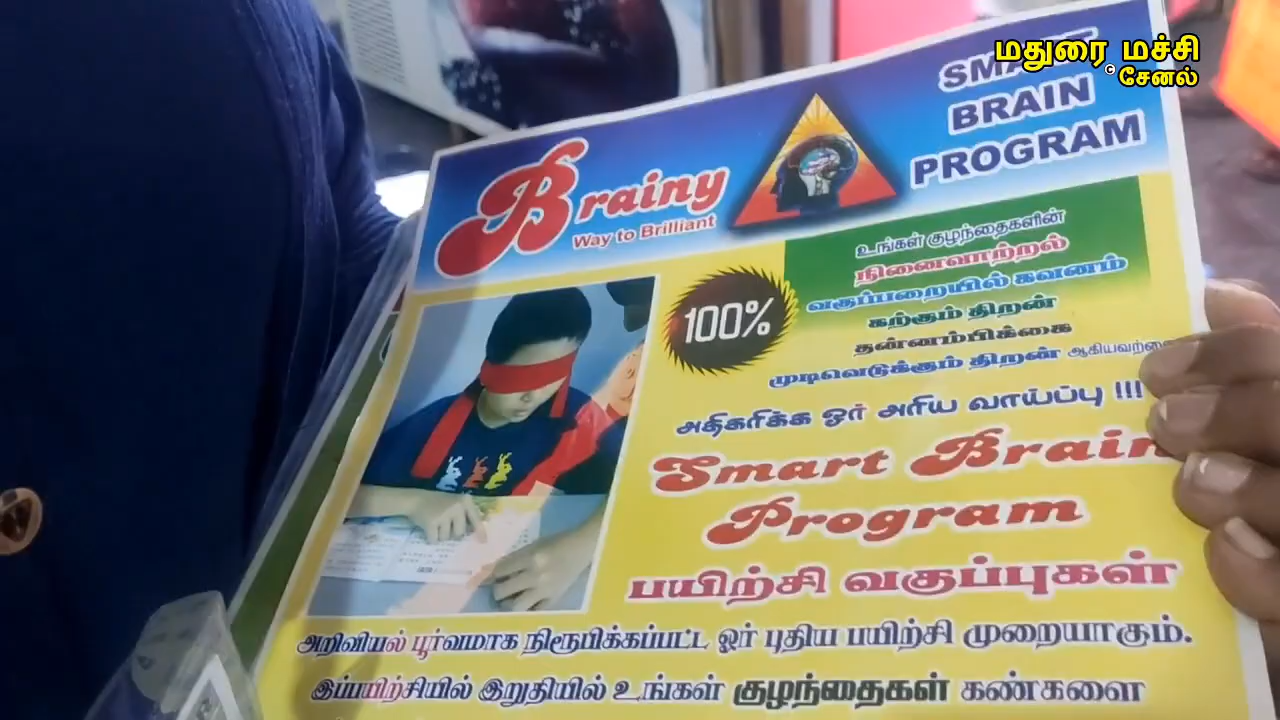 மதுரை மச்சி
© சேனல்
SMART
BRAIN
PROGRAM
Brainy
Way to Brilliant
100%
உங்கள் குழந்தைகளின்
நினைவாற்றல்
வகுப்பறையில் கவனம்
கற்கும் திறன்
தன்னம்பிக்கை
முடிவெடுக்கும் திறன் ஆகியவற்றை
அதிகரிக்க ஓர் அரிய வாய்ப்பு !!!
Smart Brain
Program
பயிற்சி வகுப்புகள்
அறிவியல் பூர்வமாக நிரூபிக்கப்பட்ட ஓர் புதிய பயிற்சி முறையாகும்.
இப்பயிற்சியில் இறுதியில் உங்கள் குழந்தைகள் கண்களை